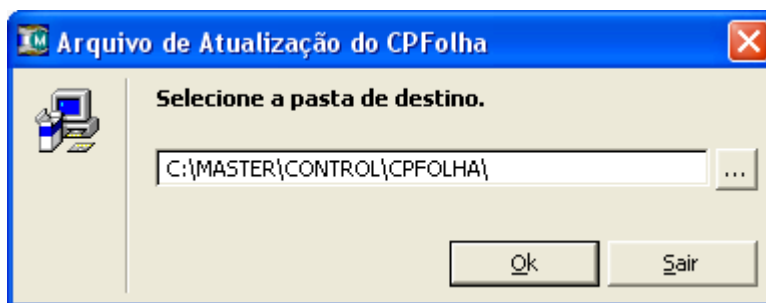 Arquivo de Atualização do CPFolha
Selecione a pasta de destino.
C:\MASTER\CONTROL\CPFOLHA\
...
Ok
Sair